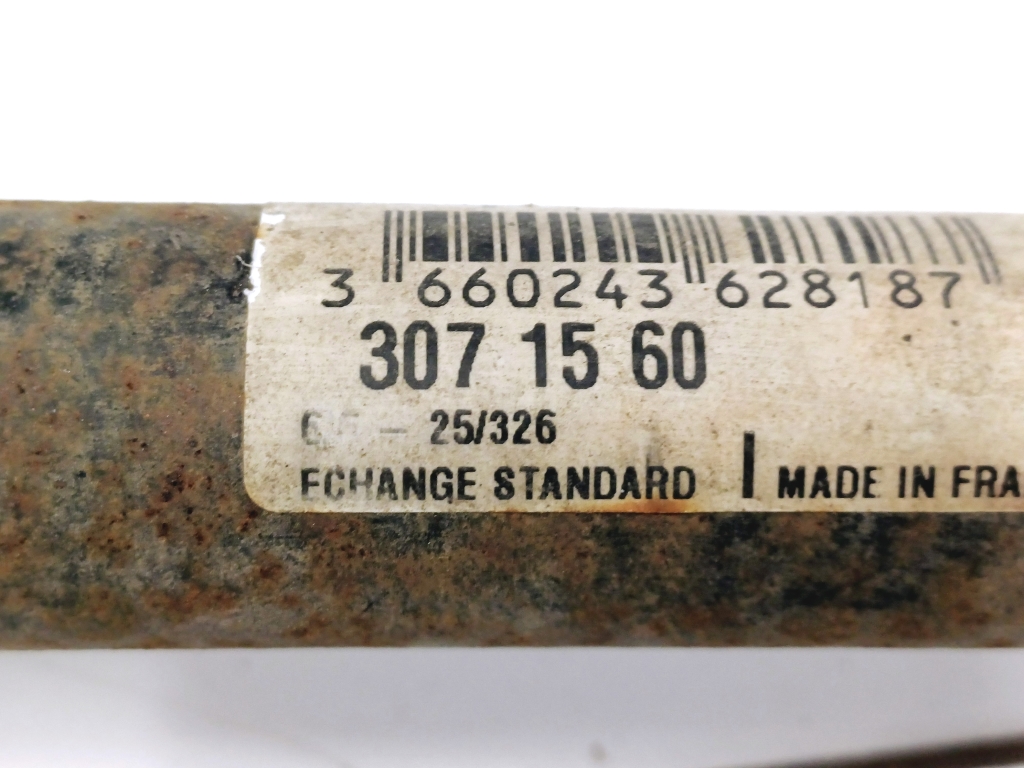 3 660243 628187
307 15 60
– 25/326
ECHANGE STANDARD | MADE IN FRA